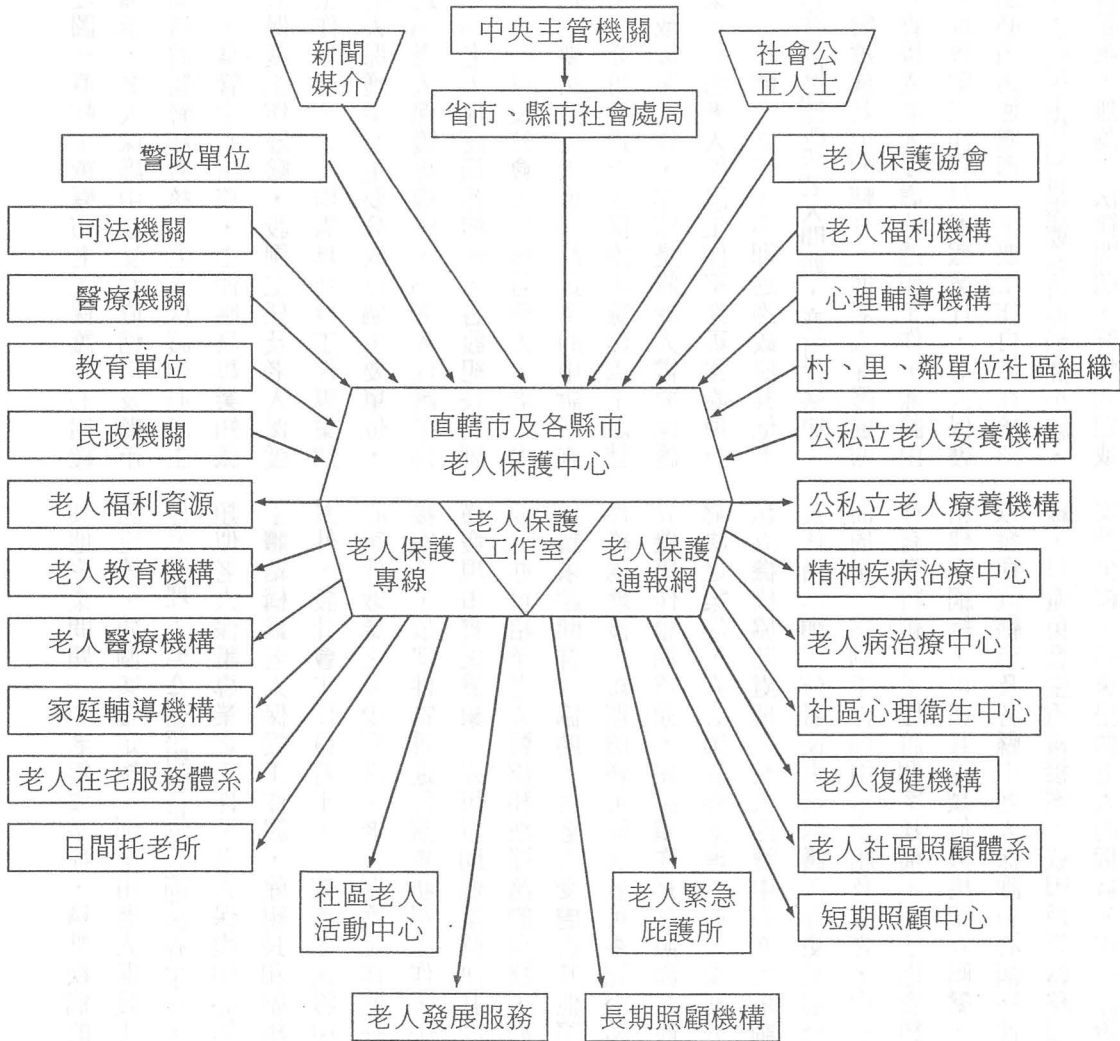 中央主管機關
新聞
媒介
社會公
正人士
省市、縣市社會處局
警政單位
老人保護協會
司法機關
老人福利機構
醫療機關
心理輔導機構
教育單位
村、里、鄰單位社區組織
直轄市及各縣市
老人保護中心
民政機關
公私立老人安養機構
老人福利資源
公私立老人療養機構
老人保護
專線
老人保護
工作室
老人保護
通報網
老人教育機構
精神疾病治療中心
老人醫療機構
老人病治療中心
家庭輔導機構
社區心理衛生中心
老人在宅服務體系
老人復健機構
日間托老所
老人社區照顧體系
社區老人
活動中心
老人緊急
庇護所
短期照顧中心
老人發展服務
長期照顧機構